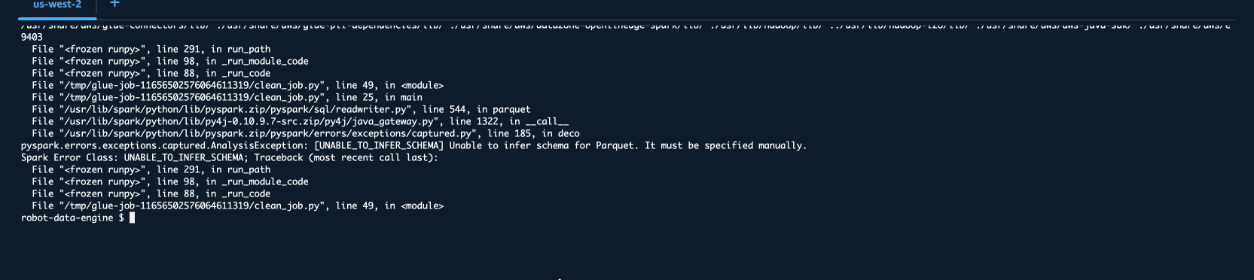 us-west-2 +
/usr/share/aws/glue-connectors/lib/* :/usr/share/aws/glue-pii-dependencies/lib/* :/usr/share/aws/datazone-openlineage-spark/lib/* :/usr/lib/hadoop/lib/* :/usr/lib/hadoop-lzo/lib/* :/usr/share/aws/aws-java-sdk/* :/usr/share/aws/e
9403
  File "<frozen runpy>", line 291, in run_path
  File "<frozen runpy>", line 98, in _run_module_code
  File "<frozen runpy>", line 88, in _run_code
  File "/tmp/glue-job-11656502576064611319/clean_job.py", line 49, in <module>
  File "/tmp/glue-job-11656502576064611319/clean_job.py", line 25, in main
  File "/usr/lib/spark/python/lib/pyspark.zip/pyspark/sql/readwriter.py", line 544, in parquet
  File "/usr/lib/spark/python/lib/py4j-0.10.9.7-src.zip/py4j/java_gateway.py", line 1322, in __call__
  File "/usr/lib/spark/python/lib/pyspark.zip/pyspark/errors/exceptions/captured.py", line 185, in deco
pyspark.errors.exceptions.captured.AnalysisException: [UNABLE_TO_INFER_SCHEMA] Unable to infer schema for Parquet. It must be specified manually.
Spark Error Class: UNABLE_TO_INFER_SCHEMA; Traceback (most recent call last):
  File "<frozen runpy>", line 291, in run_path
  File "<frozen runpy>", line 98, in _run_module_code
  File "<frozen runpy>", line 88, in _run_code
  File "/tmp/glue-job-11656502576064611319/clean_job.py", line 49, in <module>
robot-data-engine $